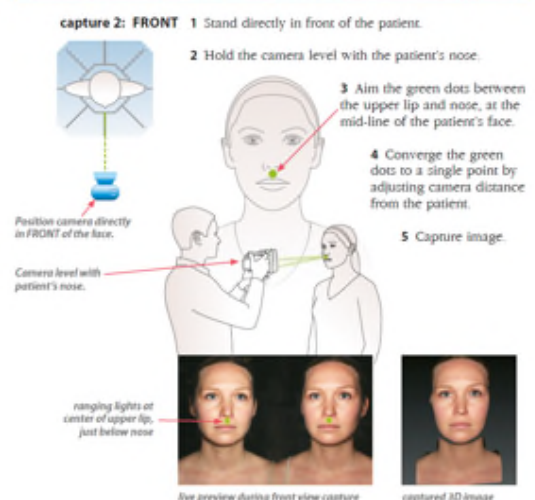 capture 2: FRONT 1 Stand directly in front of the patient.
2 Hold the camera level with the patient's nose.
3 Aim the green dots between
the upper lip and nose, at the
mid-line of the patient's face.
4 Converge the green
dots to a single point by
adjusting camera distance
from the patient.
5 Capture image.
Position camera directly
in FRONT of the face.
Camera level with
patient's nose.
ranging lights at
center of upper lip,
just below nose
live preview during front view capture
captured 3D image